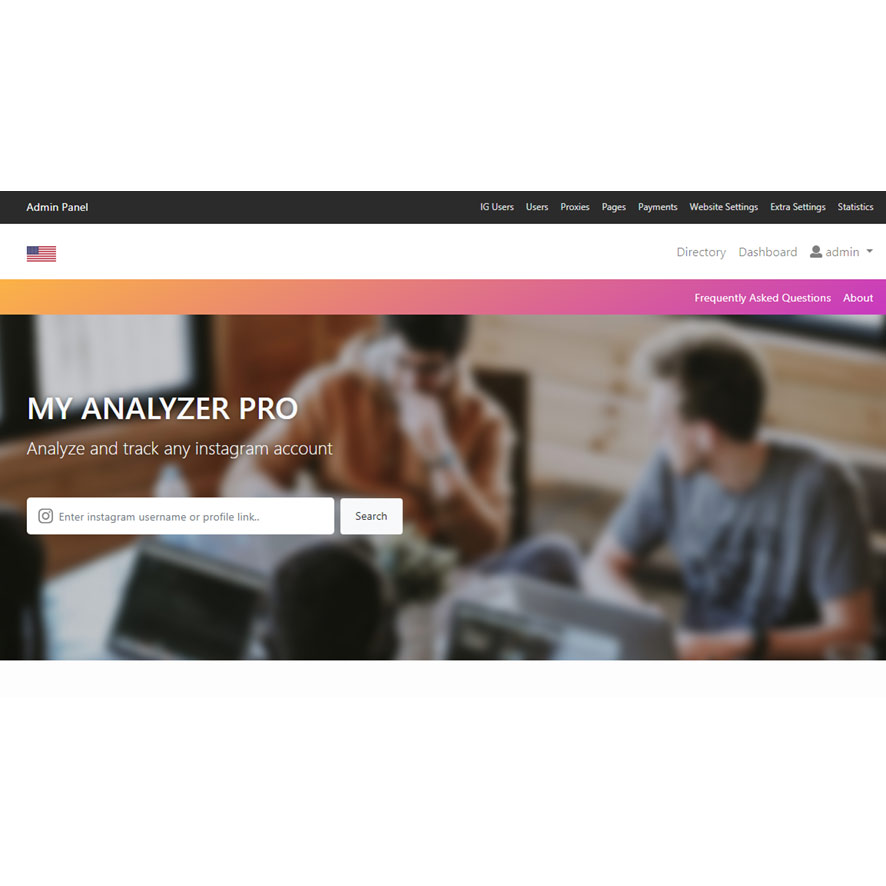 Admin Panel IG Users Users Proxies Pages Payments Website Settings Extra Settings Statistics
Directory Dashboard admin
Frequently Asked Questions About
MY ANALYZER PRO
Analyze and track any instagram account
Enter instagram username or profile link.. Search